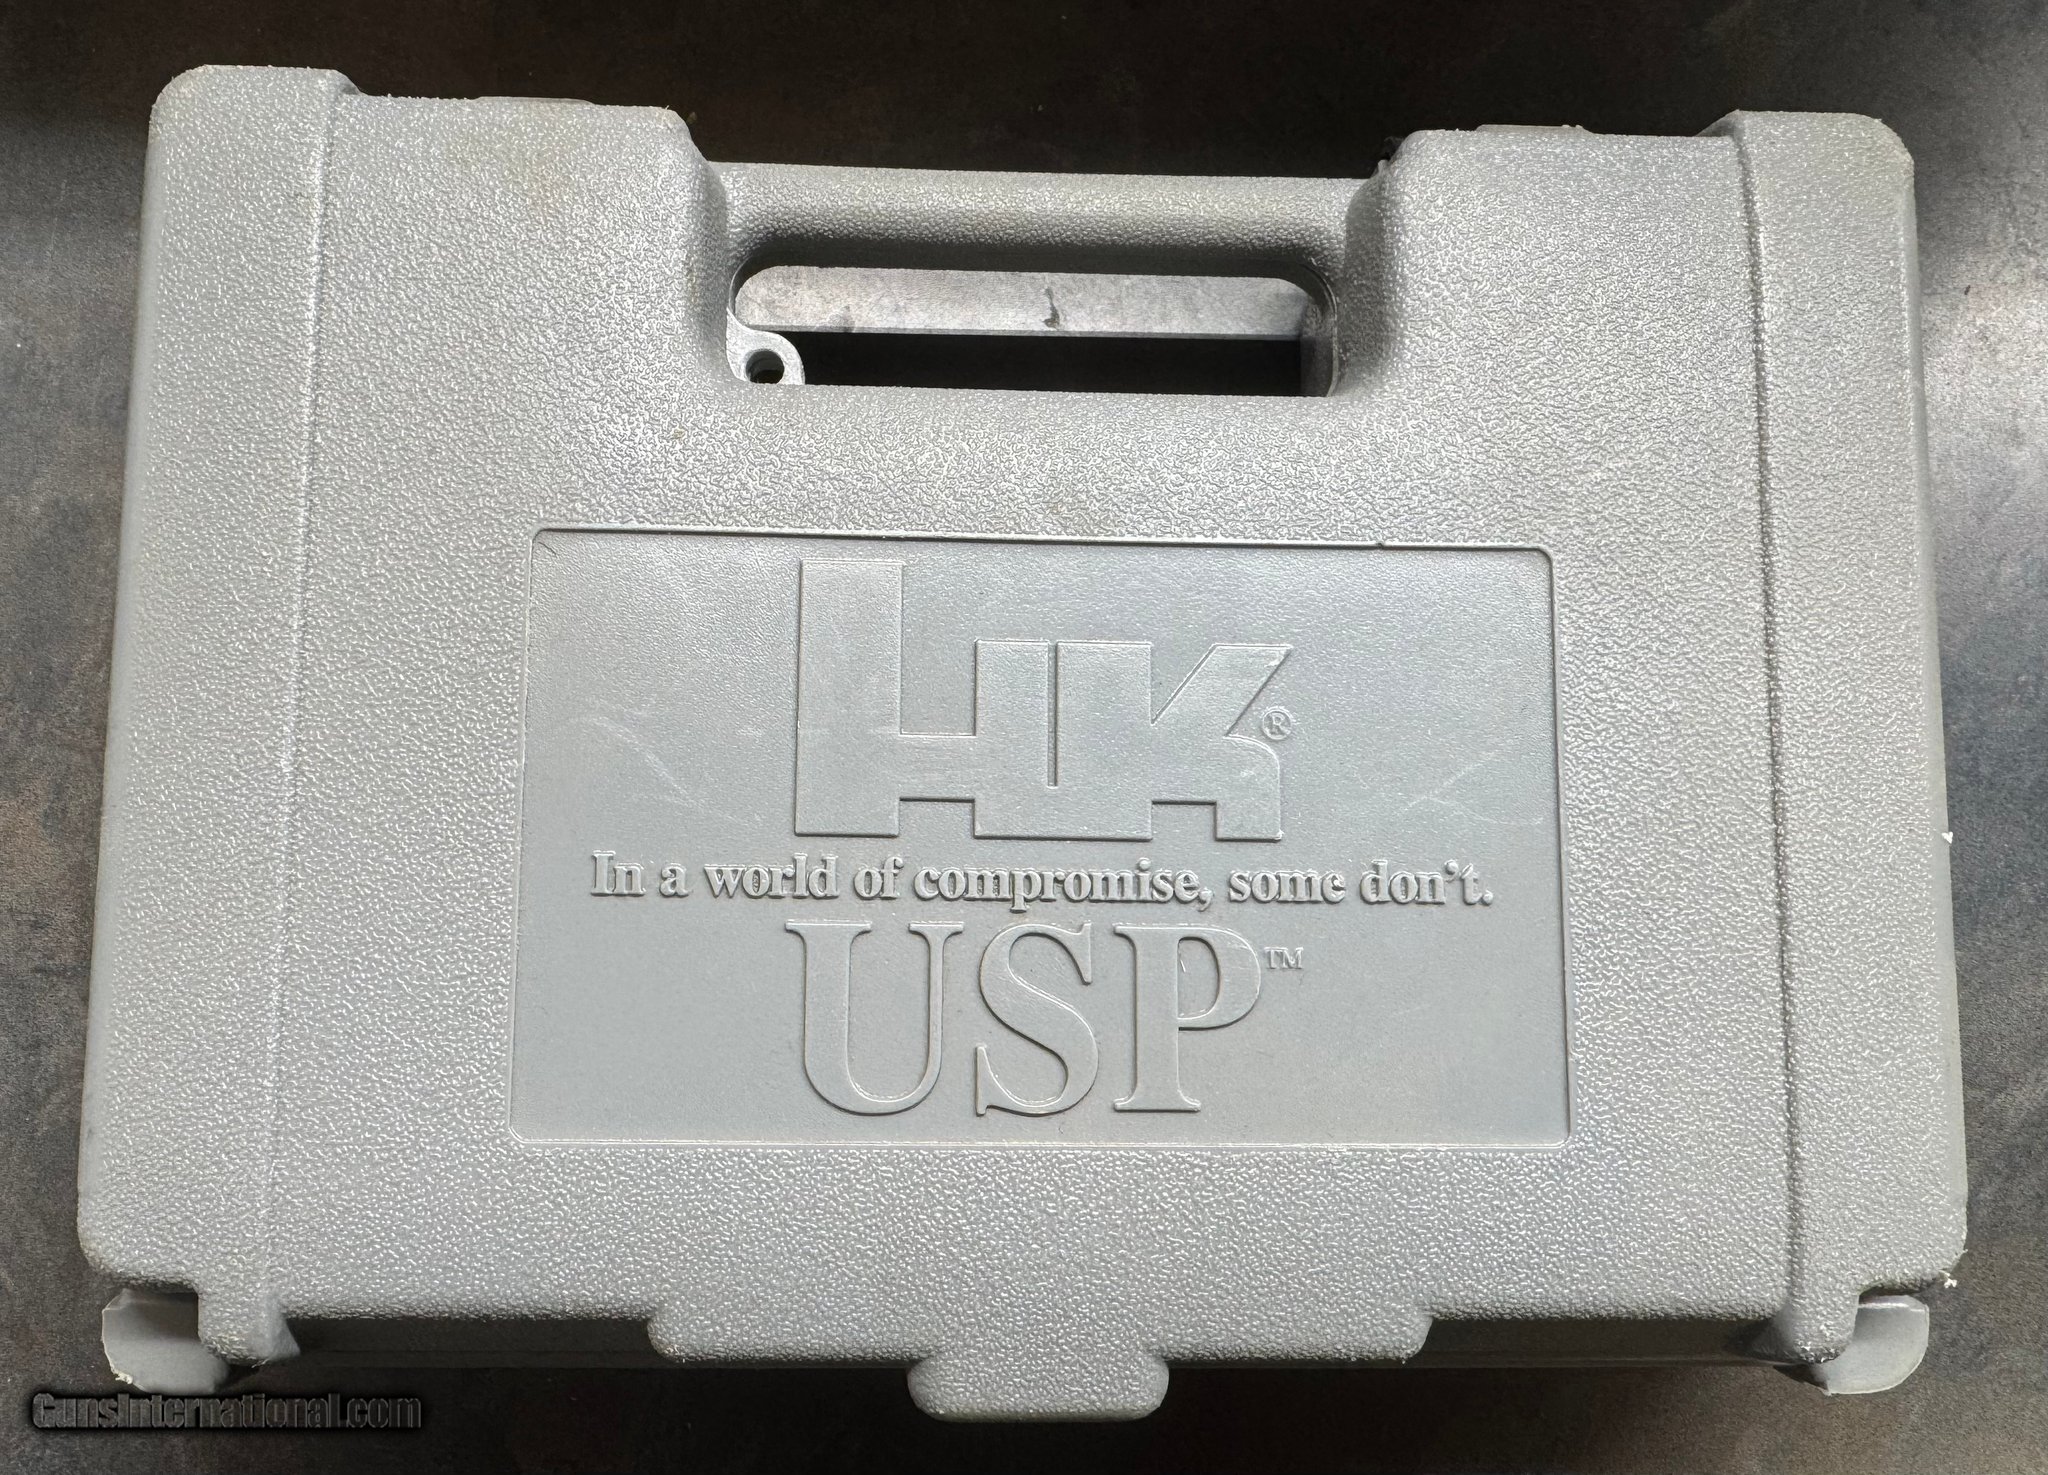 HK®
In a world of compromise, some don't.
USP™
GunsInternational.com